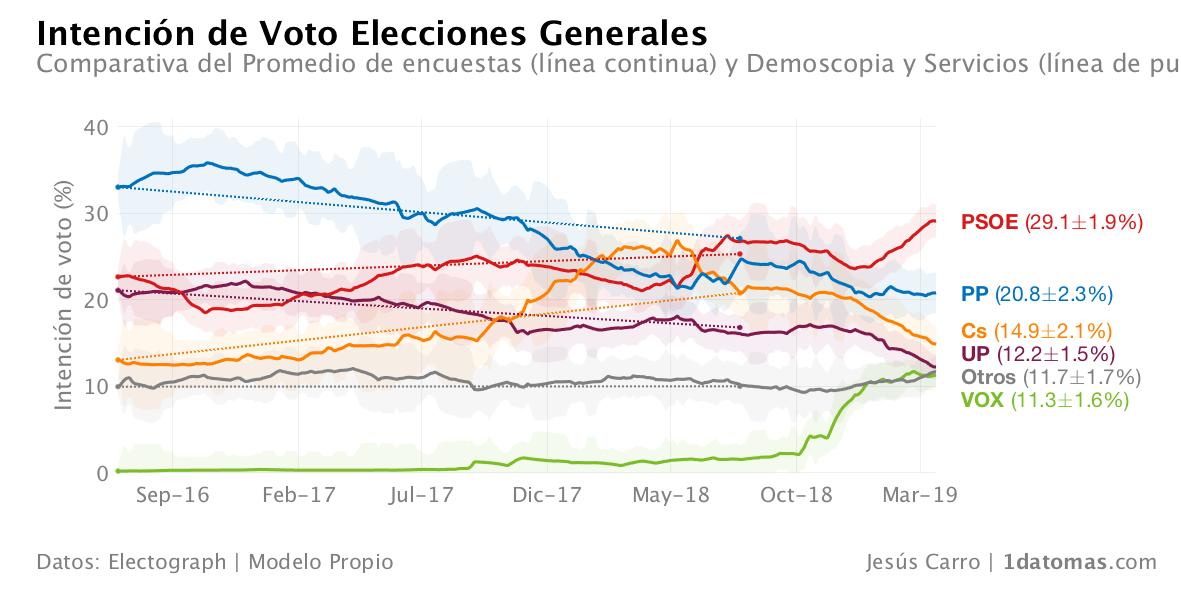 Intención de Voto Elecciones Generales
Comparativa del Promedio de encuestas (línea continua) y Demoscopia y Servicios (línea de pu
Intención de voto (%)
40
30
20
10
0
Sep-16 Feb-17 Jul-17 Dic-17 May-18 Oct-18 Mar-19
PSOE (29.1±1.9%)
PP (20.8±2.3%)
Cs (14.9±2.1%)
UP (12.2±1.5%)
Otros (11.7±1.7%)
VOX (11.3±1.6%)
Datos: Electograph | Modelo Propio
Jesús Carro | 1datomas.com